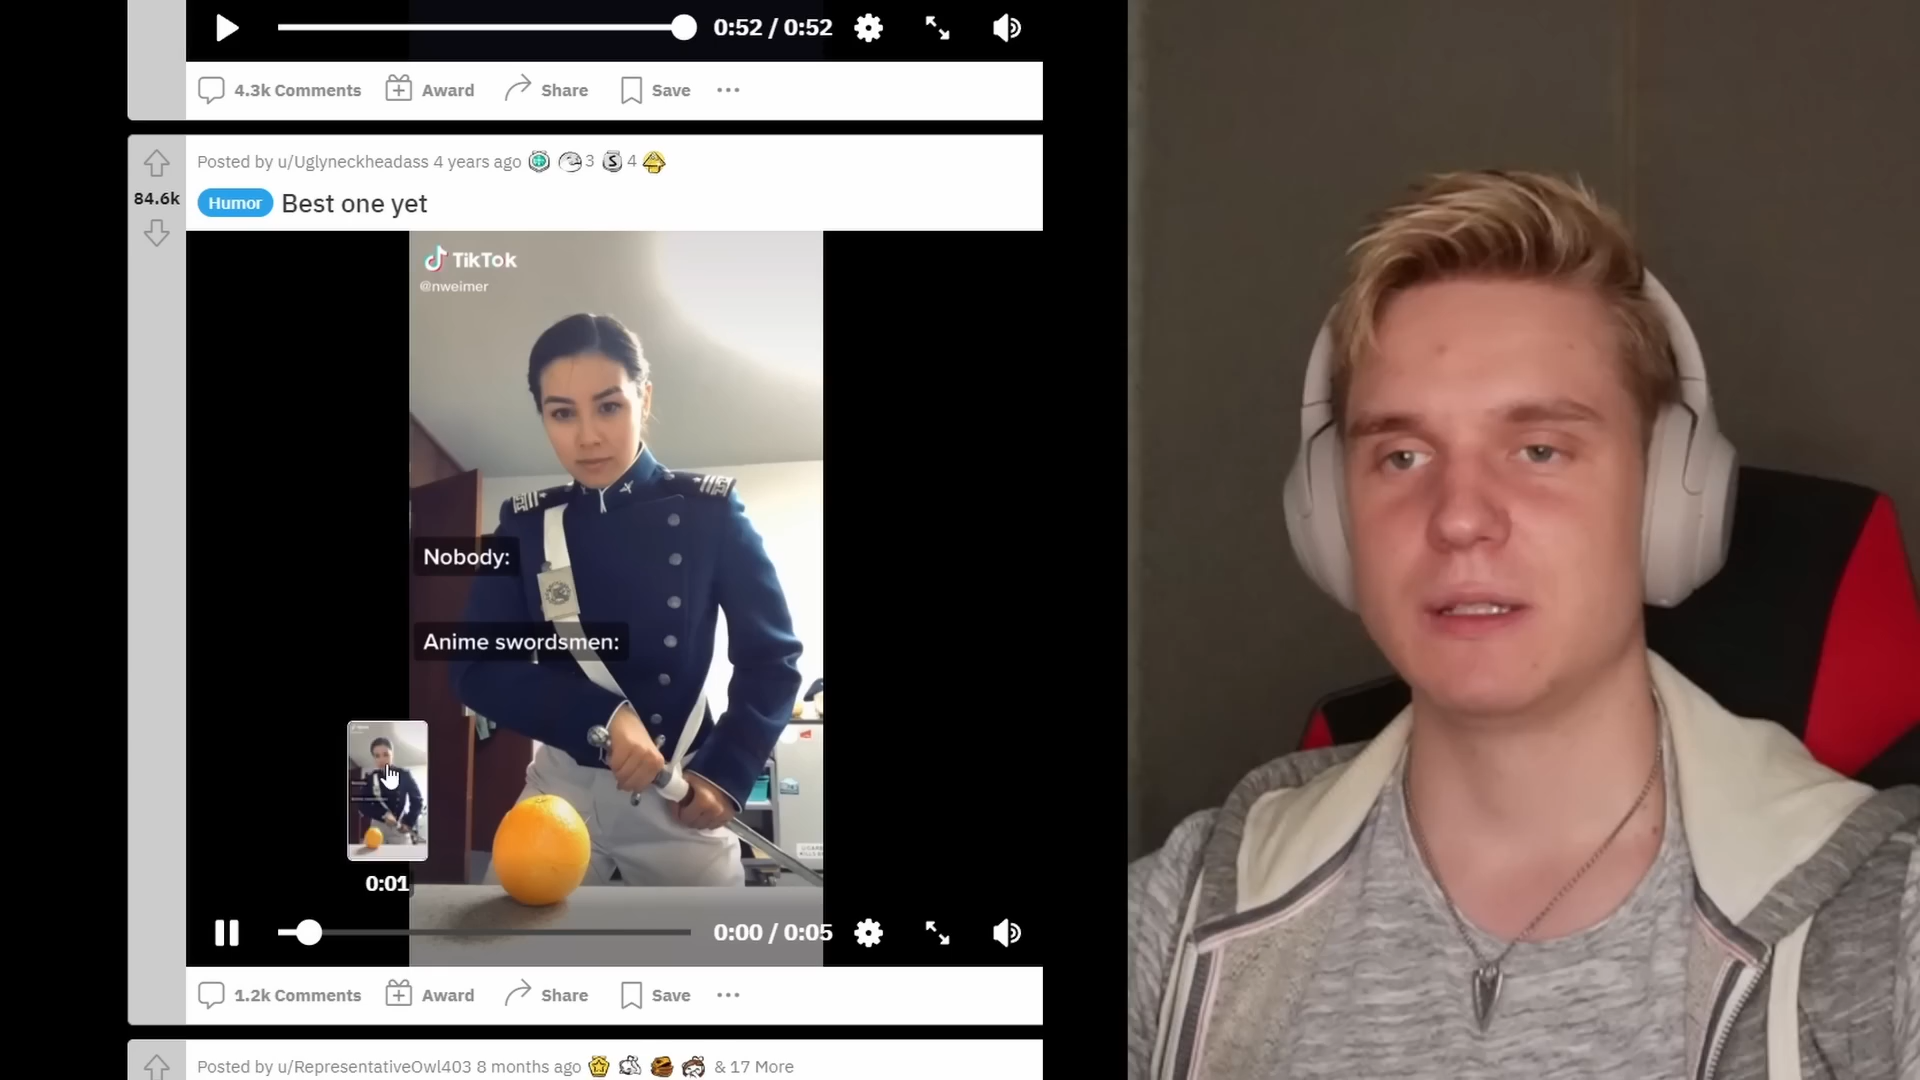 0:52 / 0:52
4.3k Comments Award Share Save
Posted by u/Uglyneckheadass 4 years ago 3 S 4
84.6k
Humor Best one yet
TikTok
@nweimer
Nobody:
Anime swordsmen:
0:01
0:00 / 0:05
1.2k Comments Award Share Save
Posted by u/RepresentativeOwl403 8 months ago & 17 More